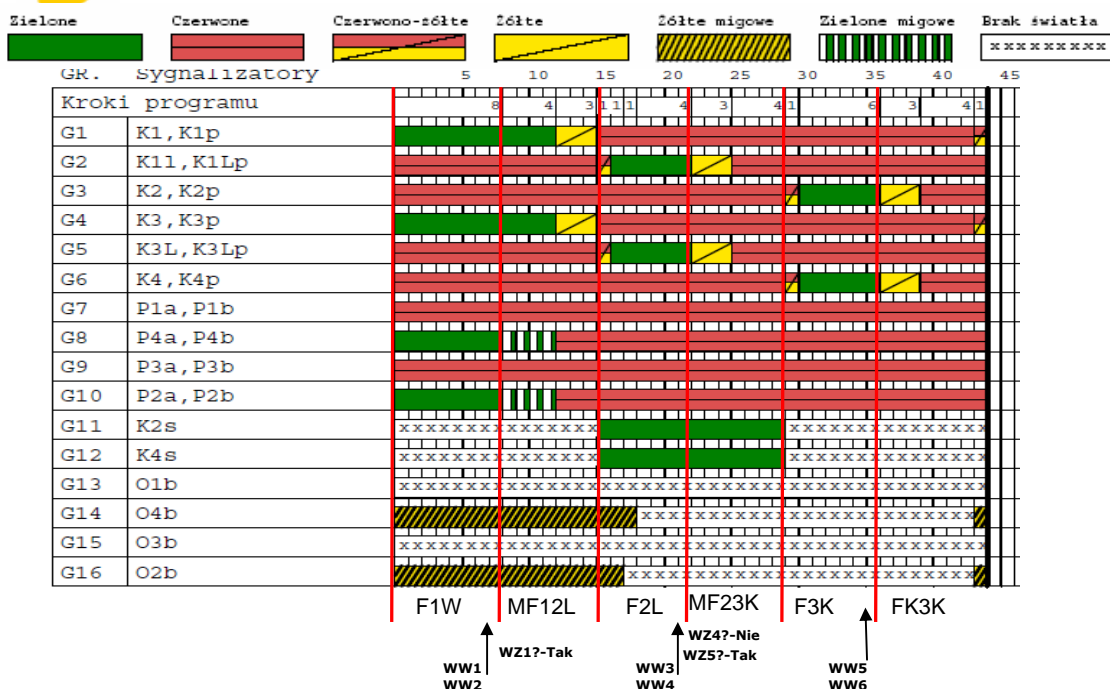 Zielone Czerwone Czerwono-żółte Żółte Żółte migowe Zielone migowe Brak światła
xxxxxxxxx
GR. Sygnalizatory 5 10 15 20 25 30 35 40 45
Kroki programu 8 4 3 1 1 1 4 3 4 1 6 3 4 1
G1 K1,K1p
G2 K1l,K1Lp
G3 K2,K2p
G4 K3,K3p
G5 K3L,K3Lp
G6 K4,K4p
G7 P1a,P1b
G8 P4a,P4b
G9 P3a,P3b
G10 P2a,P2b
G11 K2s
G12 K4s
G13 O1b
G14 O4b
G15 O3b
G16 O2b
F1W MF12L F2L MF23K F3K FK3K
WZ1?-Tak
WZ4?-Nie
WZ5?-Tak
WW1 WW3 WW5
WW2 WW4 WW6